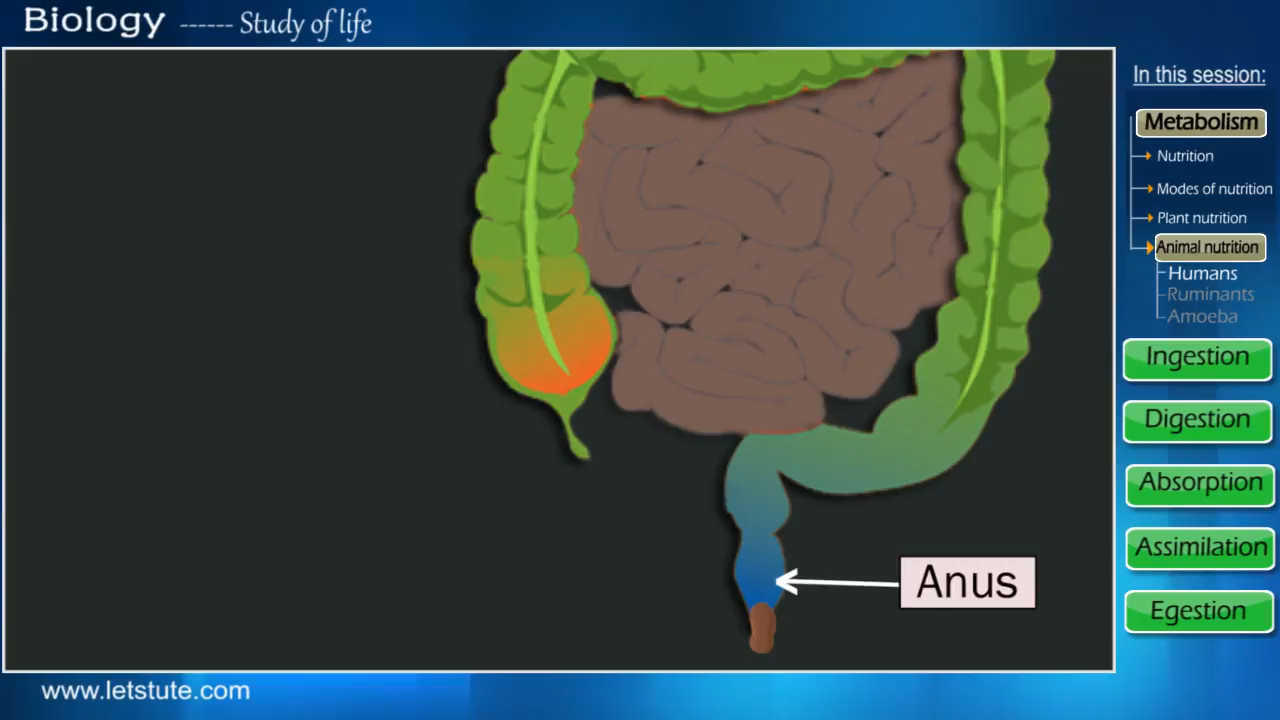 Biology ------ Study of life
In this session:
Metabolism
Nutrition
Modes of nutrition
Plant nutrition
Animal nutrition
Humans
Ruminants
Amoeba
Ingestion
Digestion
Absorption
Assimilation
Egestion
Anus
www.letstute.com